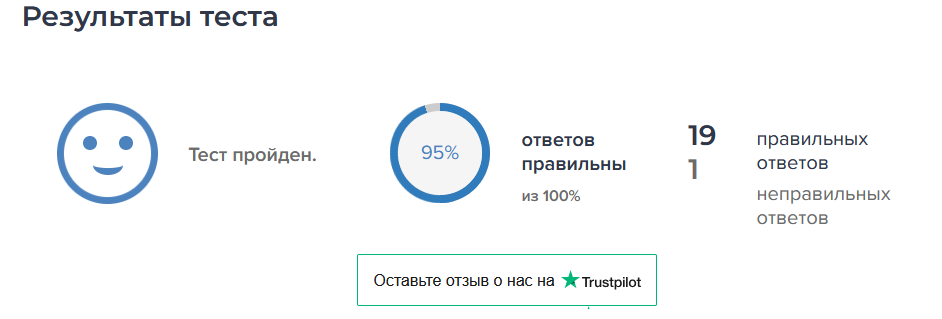 Результаты теста
Тест пройден.
95%
ответов
правильны
из 100%
19
правильных
ответов
1
неправильных
ответов
Оставьте отзыв о нас на Trustpilot